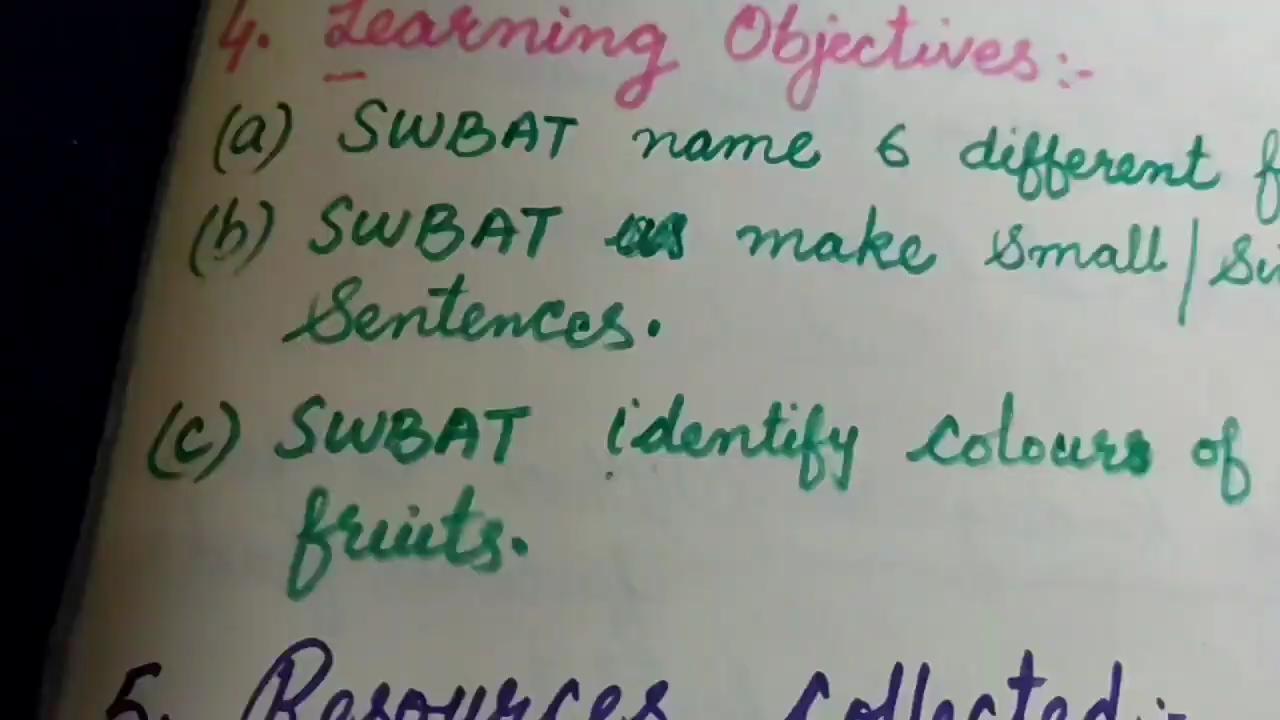 4. Learning Objectives:-
(a) SWBAT name 6 different
(b) SWBAT make small/
sentences.
(c) SWBAT identify colours of
fruits.
5. Resources collected:-